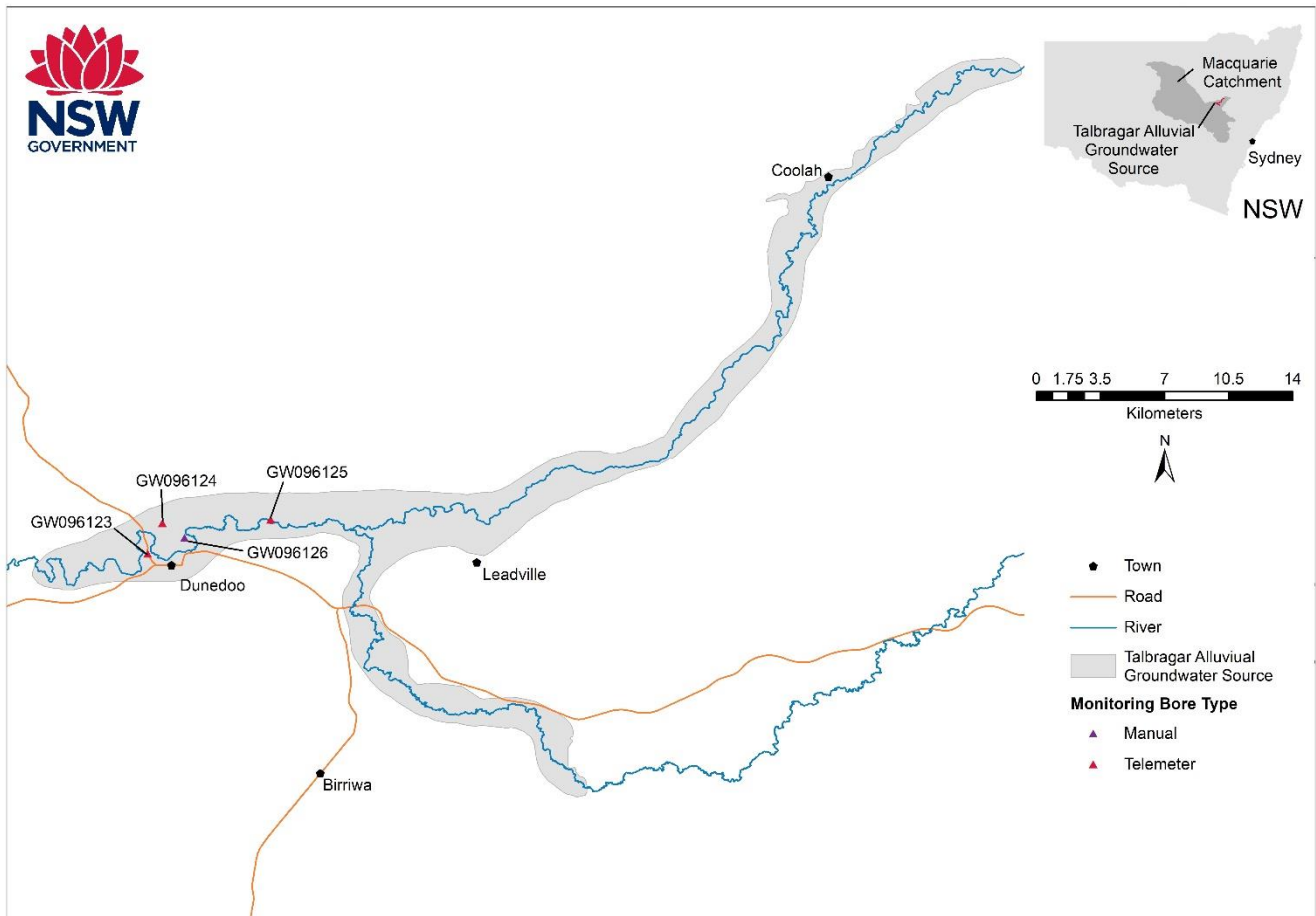 NSW
GOVERNMENT
Macquarie
Catchment
Talbragar Alluvial
Groundwater
Source
Sydney
NSW
Coolah
0 1.75 3.5 7 10.5 14
Kilometers
N
GW096124
GW096125
GW096123
GW096126
Dunedoo
Leadville
Birriwa
Town
Road
River
Talbragar Alluviual
Groundwater Source
Monitoring Bore Type
Manual
Telemeter